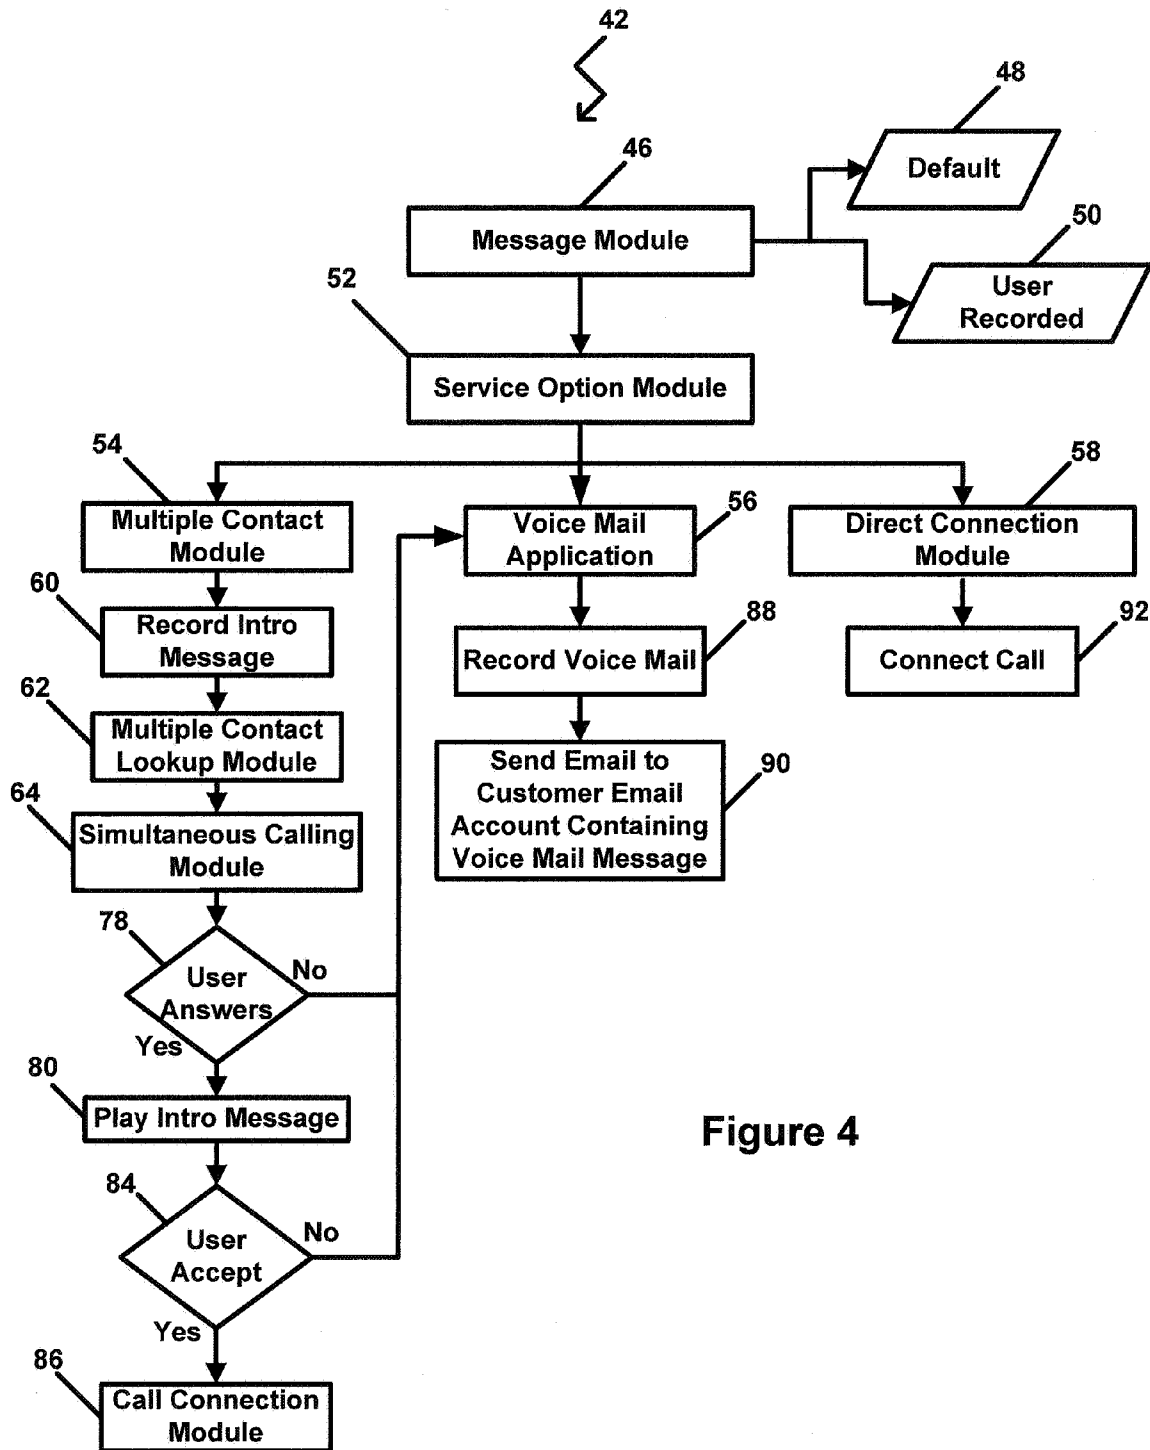 42
48
Default
46
Message Module
50
User
Recorded
52
Service Option Module
54
Multiple Contact
Module
56
Voice Mail
Application
58
Direct Connection
Module
60
Record Intro
Message
88
Record Voice Mail
92
Connect Call
62
Multiple Contact
Lookup Module
90
Send Email to
Customer Email
Account Containing
Voice Mail Message
64
Simultaneous Calling
Module
78
User
Answers
No
Yes
80
Play Intro Message
Figure 4
84
User
Accept
No
Yes
86
Call Connection
Module